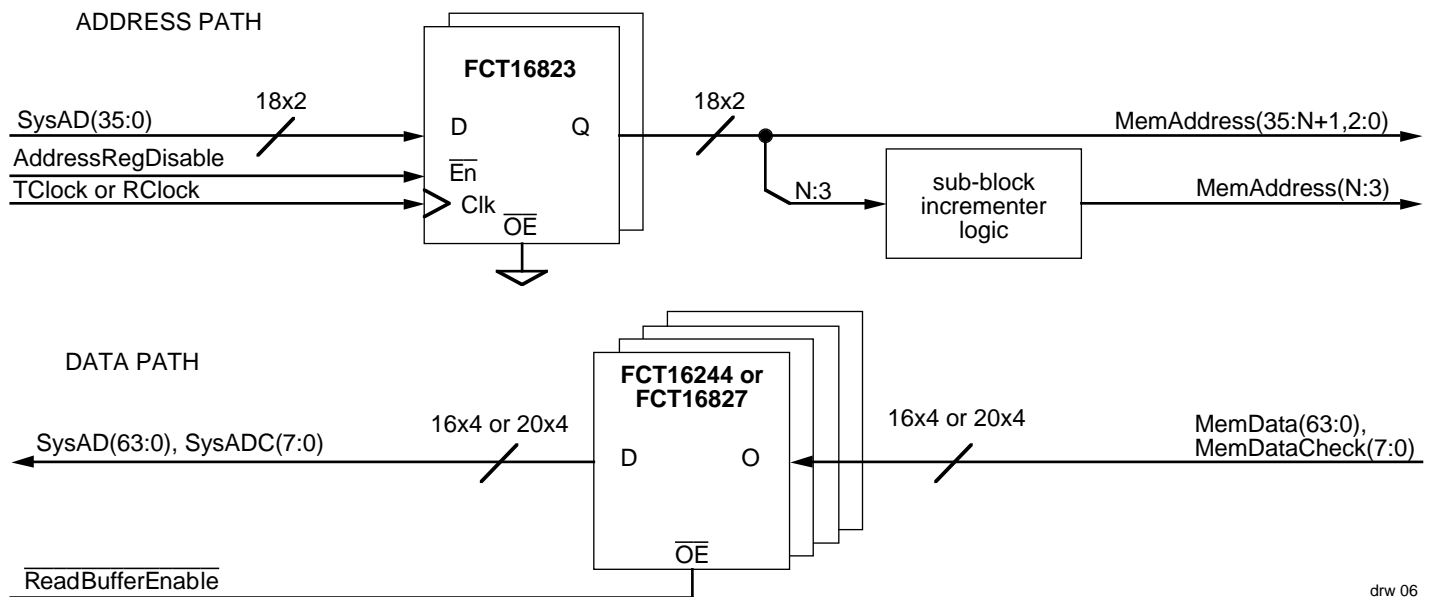 ADDRESS PATH
FCT16823
18x2
18x2
SysAD(35:0)
D
Q
MemAddress(35:N+1,2:0)
AddressRegDisable
En
TClock or RClock
Clk
N:3
sub-block
incrementer
logic
MemAddress(N:3)
OE
DATA PATH
FCT16244 or
FCT16827
16x4 or 20x4
16x4 or 20x4
MemData(63:0),
SysAD(63:0), SysADC(7:0)
D
O
MemDataCheck(7:0)
OE
ReadBufferEnable
drw 06